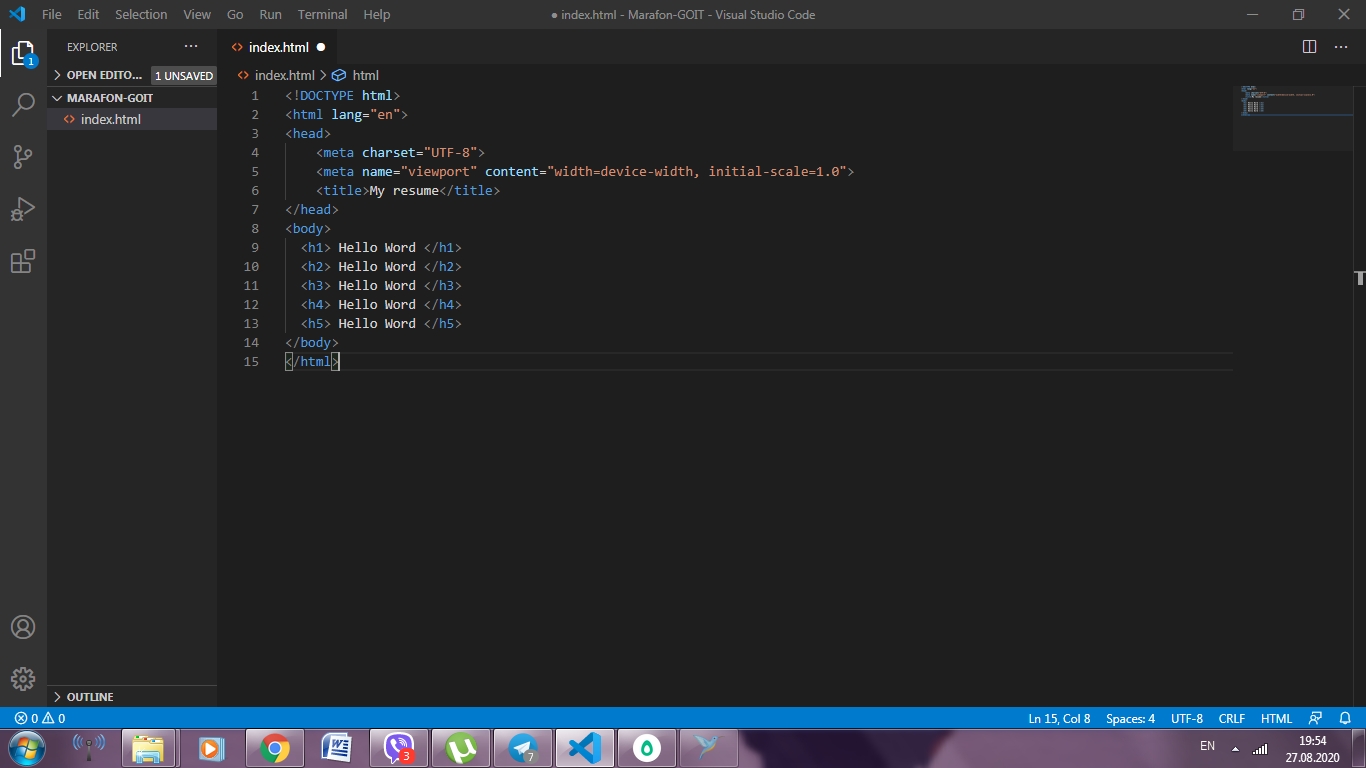 File Edit Selection View Go Run Terminal Help ● index.html - Marafon-GOIT - Visual Studio Code
EXPLORER ···
index.html ●
1
OPEN EDITO... 1 UNSAVED
index.html > html
MARAFON-GOIT
index.html
1 <!DOCTYPE html>
2 <html lang="en">
3 <head>
4 <meta charset="UTF-8">
5 <meta name="viewport" content="width=device-width, initial-scale=1.0">
6 <title>My resume</title>
7 </head>
8 <body>
9 <h1> Hello Word </h1>
10 <h2> Hello Word </h2>
11 <h3> Hello Word </h3>
12 <h4> Hello Word </h4>
13 <h5> Hello Word </h5>
14 </body>
15 </html>
OUTLINE
0 0 Ln 15, Col 8 Spaces: 4 UTF-8 CRLF HTML
W 3 µ 7 EN 19:54
27.08.2020